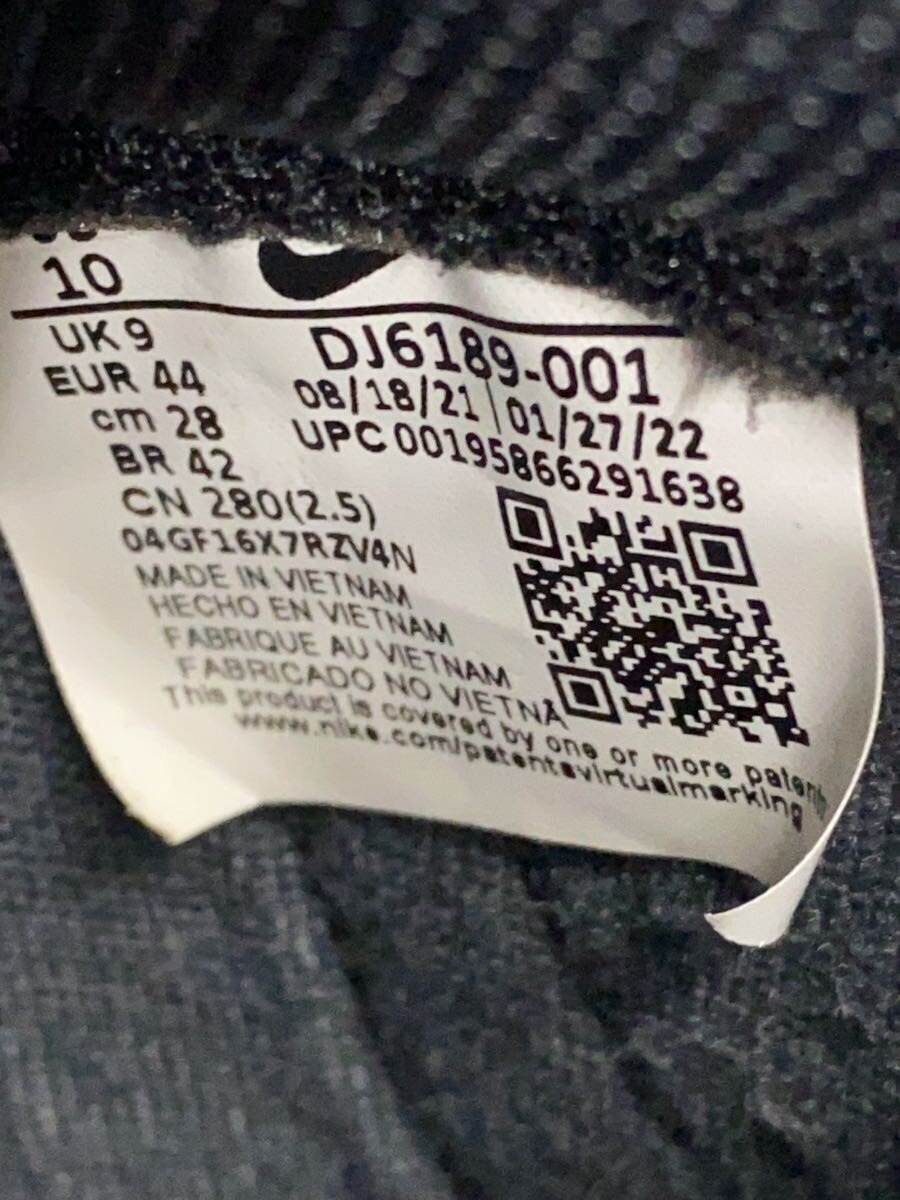 10
UK 9
EUR 44
cm 28
BR 42
CN 280(2.5)
04GF16X7RZV4N
DJ6189-001
08/18/21 | 01/27/22
UPC 00195866291638
MADE IN VIETNAM
HECHO EN VIETNAM
FABRIQUE AU VIETNAM
FABRICADO NO VIETNA
This product is covered by one or more patents
www.nike.com/patentsvirtualmarking